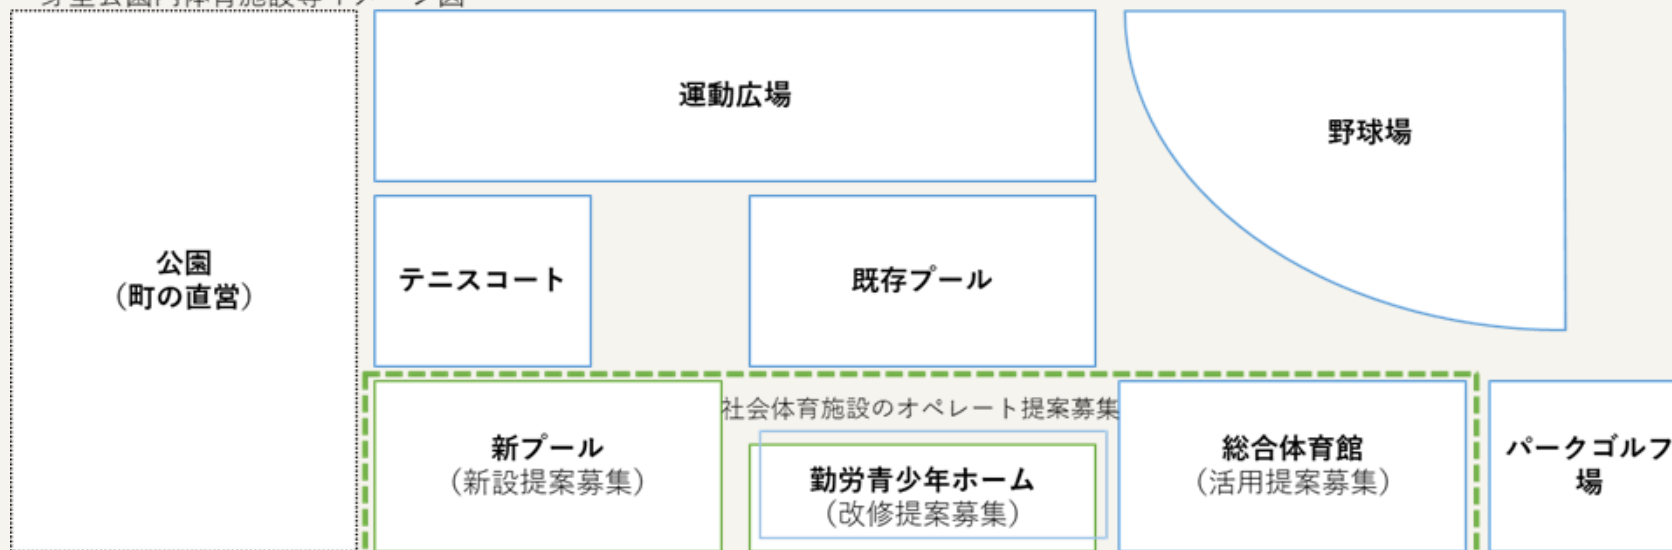 運動広場
野球場
公園
（町の直営）
テニスコート
既存プール
社会体育施設のオペレート提案募集
新プール
（新設提案募集）
勤労青少年ホーム
（改修提案募集）
総合体育館
（活用提案募集）
パークゴルフ
場